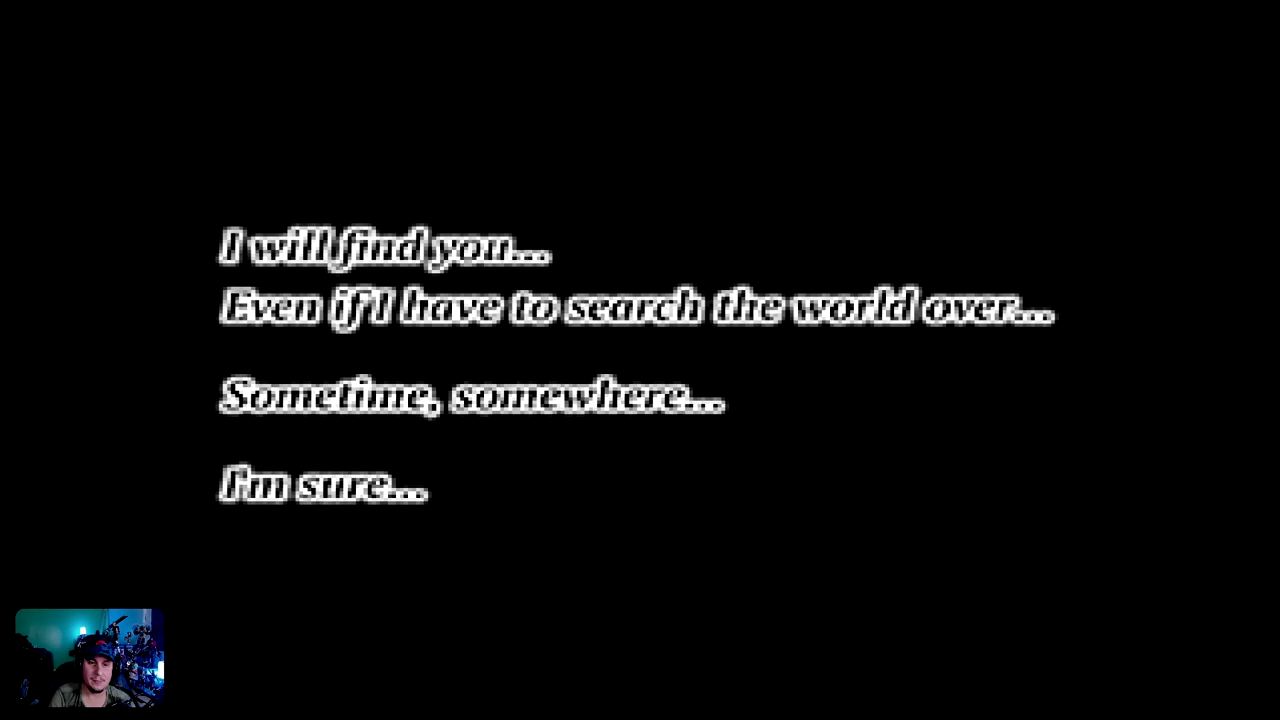 I will find you...
Even if I have to search the world over...
Sometime, somewhere...
I'm sure...